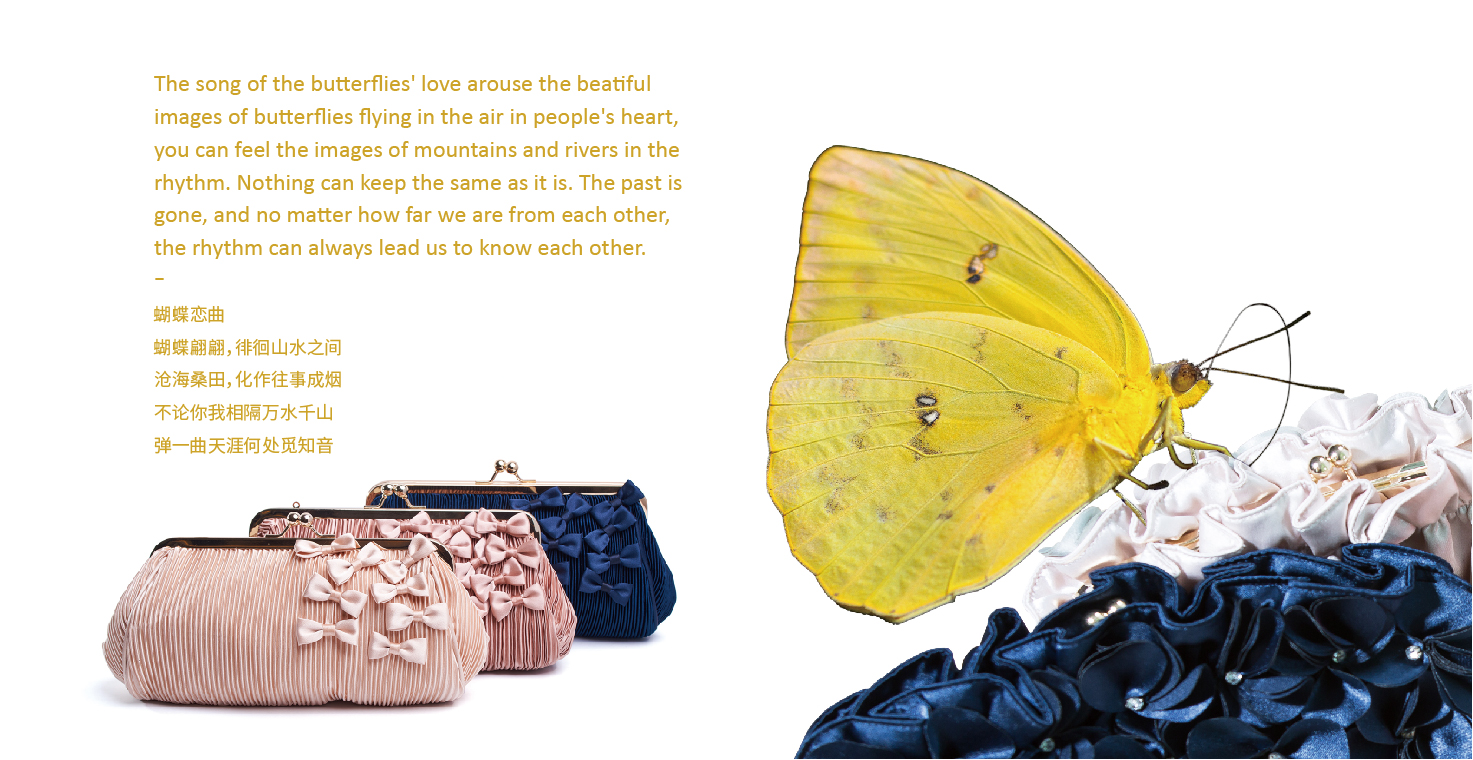 The song of the butterflies' love arouse the beatiful
images of butterflies flying in the air in people's heart,
you can feel the images of mountains and rivers in the
rhythm. Nothing can keep the same as it is. The past is
gone, and no matter how far we are from each other,
the rhythm can always lead us to know each other.
–
蝴蝶恋曲
蝴蝶翩翩，徘徊山水之间
沧海桑田，化作往事成烟
不论你我相隔万水千山
弹一曲天涯何处觅知音